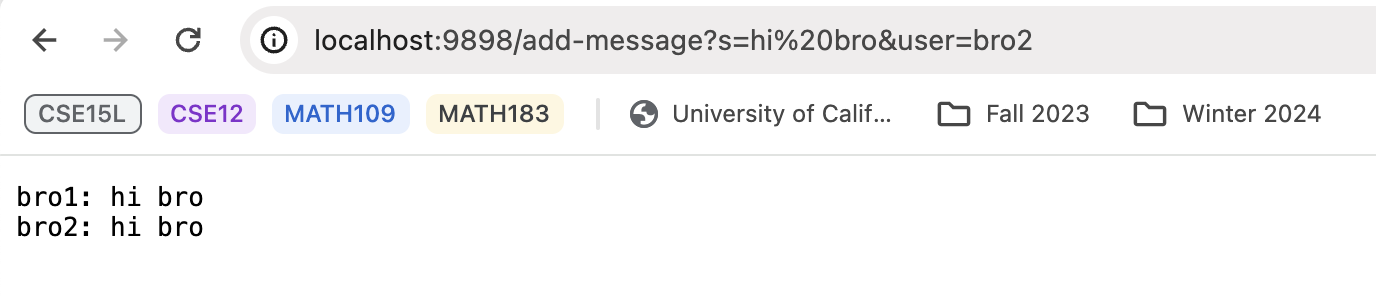 localhost:9898/add-message?s=hi%20bro&user=bro2
CSE15L CSE12 MATH109 MATH183 University of Calif... Fall 2023 Winter 2024
bro1: hi bro
bro2: hi bro